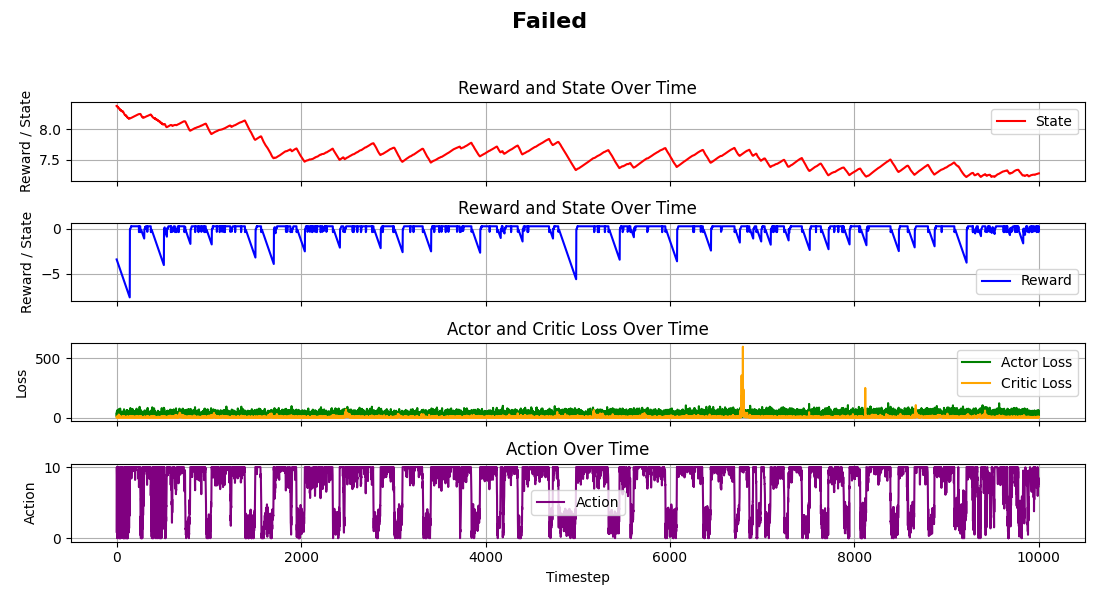 Failed
Reward and State Over Time
Reward / State
8.0
7.5
State
Reward and State Over Time
Reward / State
0
−5
Reward
Actor and Critic Loss Over Time
Loss
500
0
Actor Loss
Critic Loss
Action Over Time
Action
10
0
Action
0 2000 4000 6000 8000 10000
Timestep